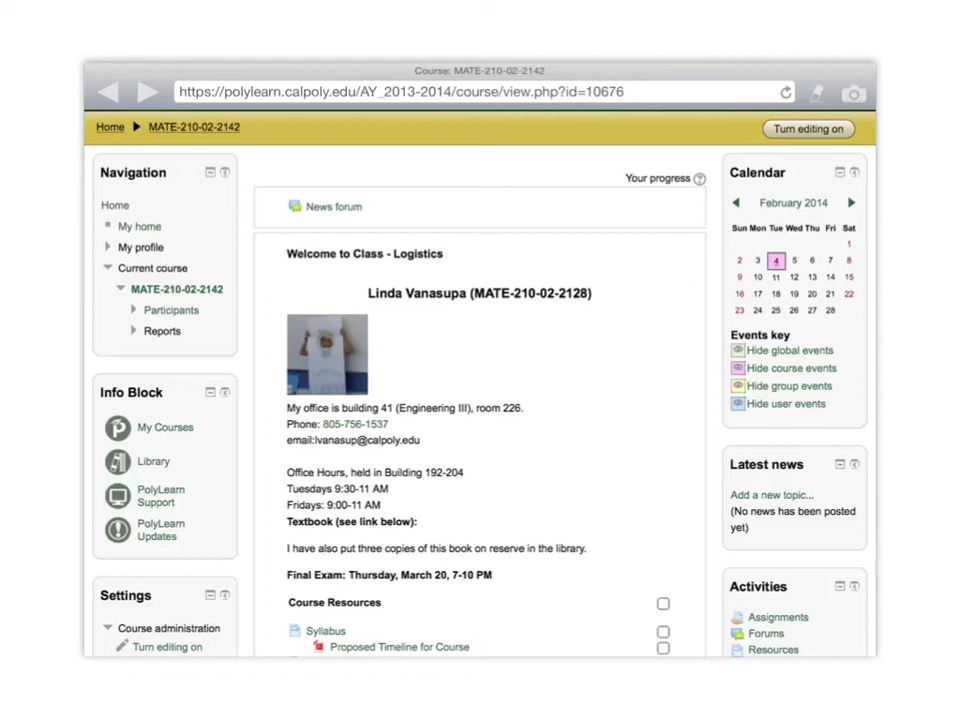 Course: MATE-210-02-2142
https://polylearn.calpoly.edu/AY_2013-2014/course/view.php?id=10676
Home MATE-210-02-2142
Turn editing on
Navigation
Home
My home
My profile
Current course
MATE-210-02-2142
Participants
Reports
Info Block
My Courses
Library
PolyLearn
Support
PolyLearn
Updates
Settings
Course administration
Turn editing on
Your progress
News forum
Welcome to Class - Logistics
Linda Vanasupa (MATE-210-02-2128)
My office is building 41 (Engineering III), room 226.
Phone: 805-756-1537
email:lvanasup@calpoly.edu
Office Hours, held in Building 192-204
Tuesdays 9:30-11 AM
Fridays: 9:00-11 AM
Textbook (see link below):
I have also put three copies of this book on reserve in the library.
Final Exam: Thursday, March 20, 7-10 PM
Course Resources
Syllabus
Proposed Timeline for Course
Calendar
February 2014
Sun Mon Tue Wed Thu Fri Sat
1
2 3 4 5 6 7 8
9 10 11 12 13 14 15
16 17 18 19 20 21 22
23 24 25 26 27 28
Events key
Hide global events
Hide course events
Hide group events
Hide user events
Latest news
Add a new topic...
(No news has been posted
yet)
Activities
Assignments
Forums
Resources